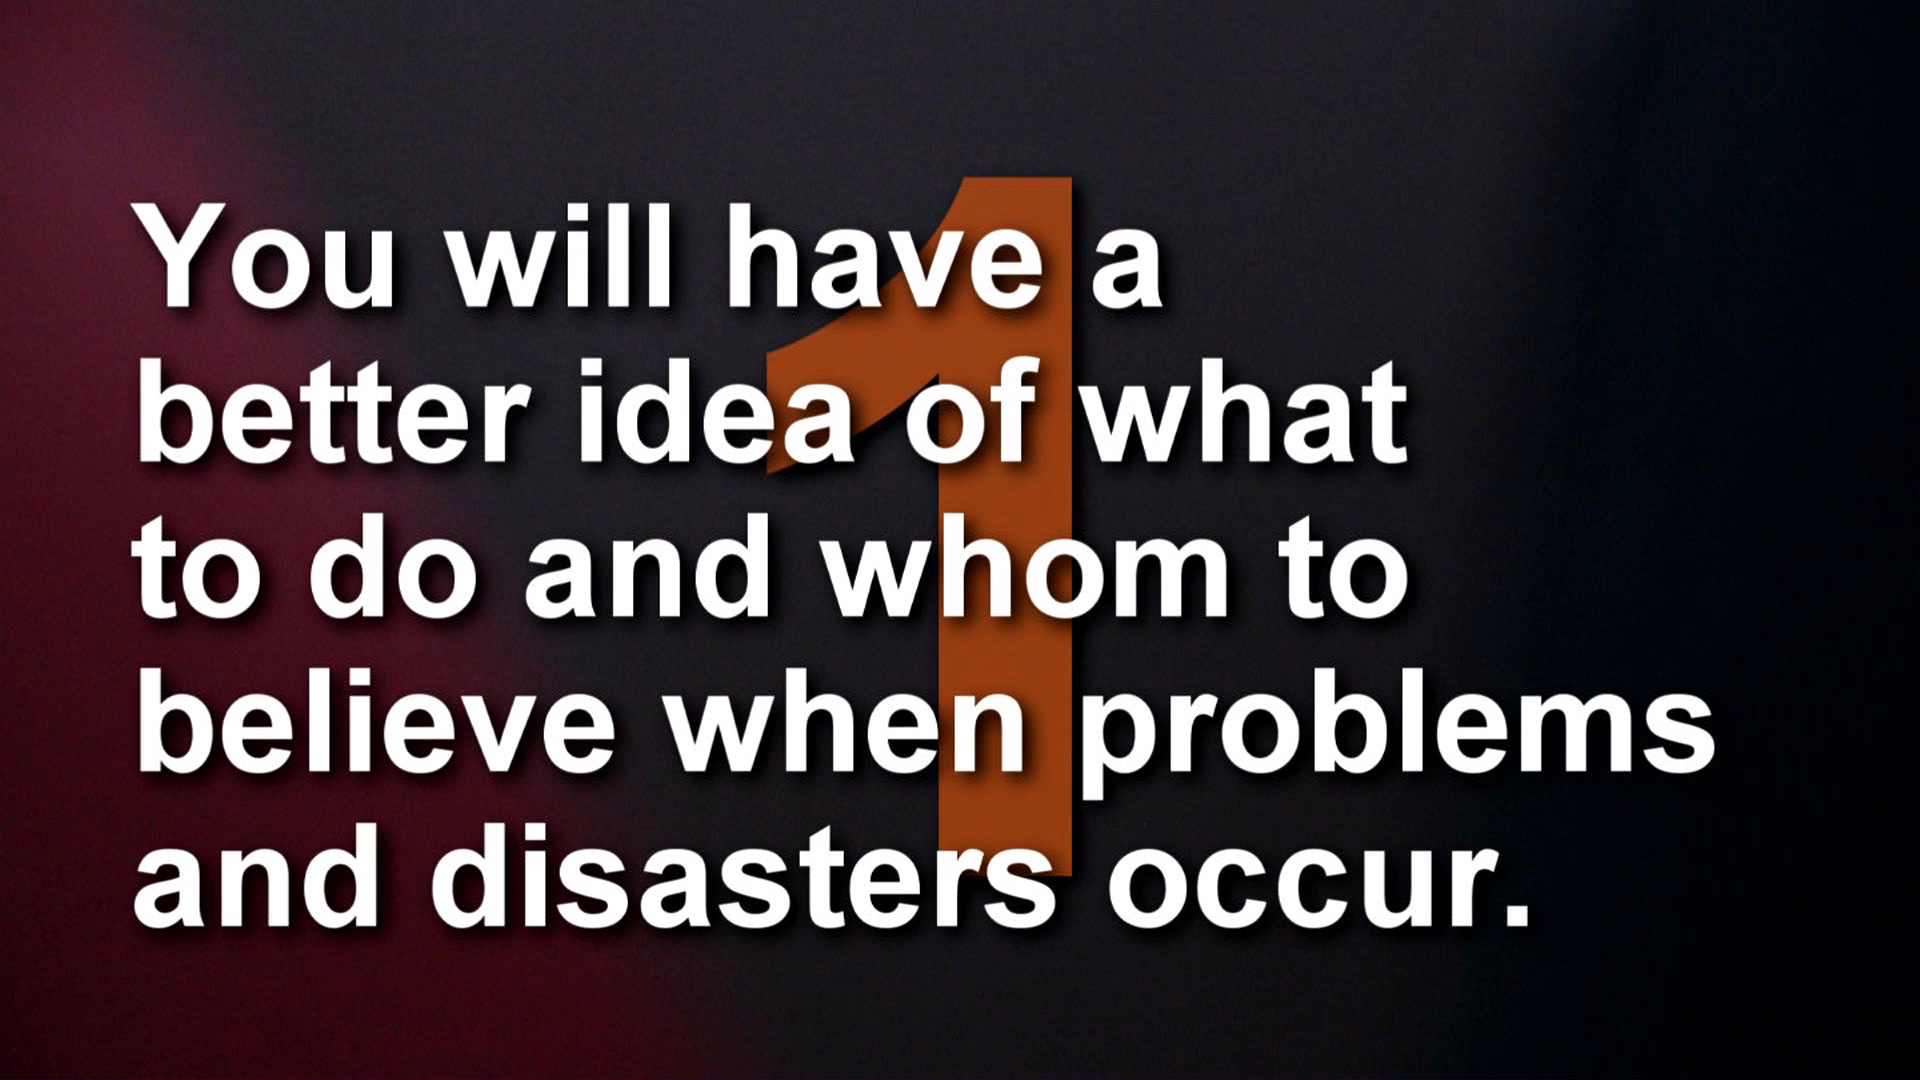 1
You will have a
better idea of what
to do and whom to
believe when problems
and disasters occur.